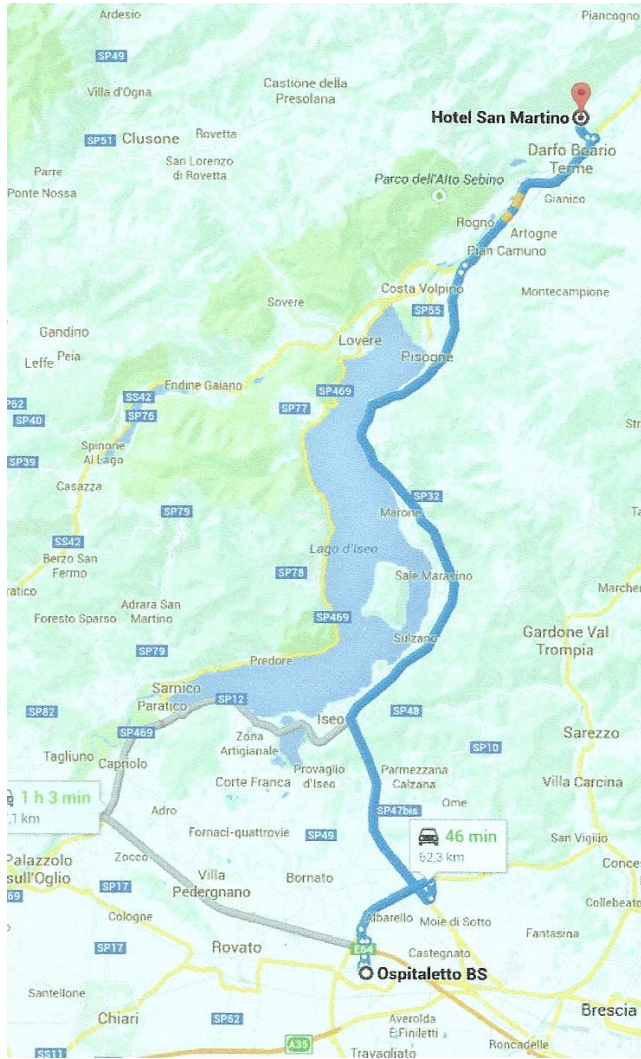 Ardesio
Piancogno
SP49
Villa d'Ogna
Castione della
Presolana
Hotel San Martino
SP51
Clusone
Rovetta
San Lorenzo
di Rovetta
Darfo Boario
Terme
Parre
Ponte Nossa
Parco dell'Alto Sebino
Gianico
Rogno
Artogne
Pian Camuno
Costa Volpino
Montecampione
Sovere
SP55
Gandino
Lovere
Leffe
Peia
Pisogne
Endine Gaiano
SP469
SS42
SP62
SP76
SP77
SP40
Spinone
Al Lago
SP39
Casazza
SP32
SP79
Marone
SS42
Lago d'Iseo
Berzo San
Fermo
SP78
Sale Marasino
Adrara San
Martino
Foresto Sparso
SP469
Gardone Val
Trompia
Sulzano
SP79
Predore
Sarnico
Paratico
SP12
SP82
Iseo
SP48
SP469
Zona
Artigianale
SP10
Sarezzo
Tagliuno
Capriolo
Provaglio
d'Iseo
Parmezzana
Calzana
Corte Franca
Villa Carcina
1 h 3 min
.1 km
Adro
SP47bis
Ome
46 min
52,3 km
Fornaci-quattrovie
SP49
San Vigilio
Palazzolo
sull'Oglio
Zocco
SP17
Villa
Pedergnano
Bornato
Collebeato
Cologne
Albarello
Moie di Sotto
Fantasina
SP17
Rovato
E64
Castegnato
Ospitaletto BS
Santellone
Chiari
SP62
Averolda
E Finiletti
Brescia
A35
SS11
Travagliato
Roncadelle